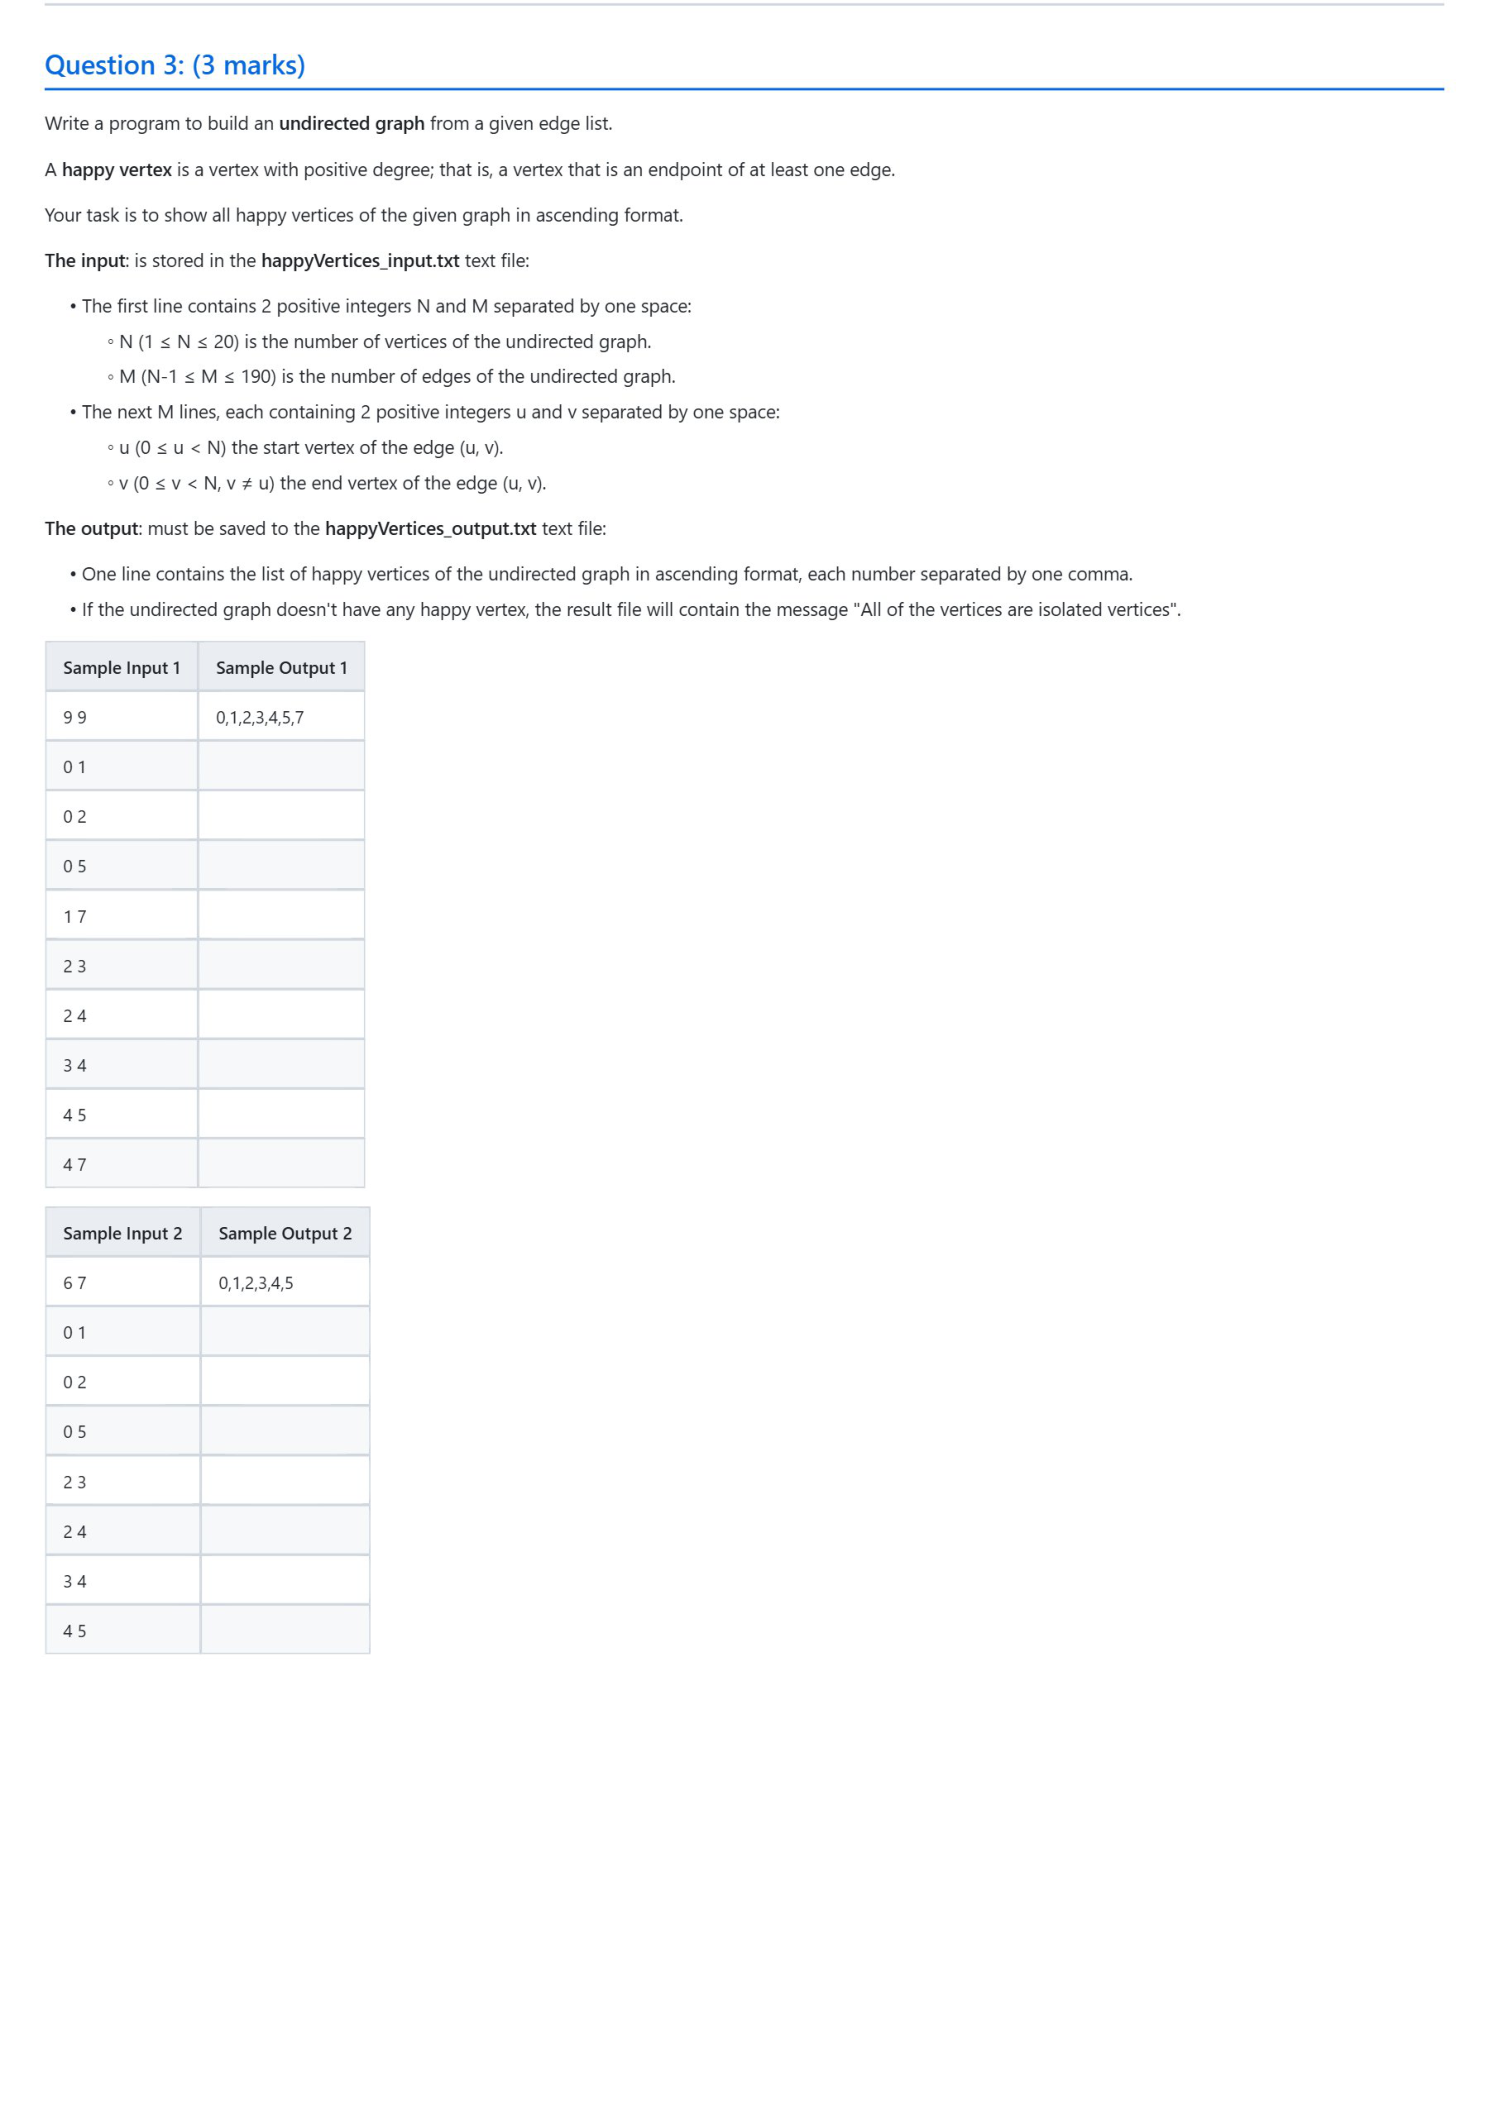 Question 3: (3 marks)
Write a program to build an undirected graph from a given edge list.
A happy vertex is a vertex with positive degree; that is, a vertex that is an endpoint of at least one edge.
Your task is to show all happy vertices of the given graph in ascending format.
The input: is stored in the happyVertices_input.txt text file:
• The first line contains 2 positive integers N and M separated by one space:
◦ N (1 ≤ N ≤ 20) is the number of vertices of the undirected graph.
◦ M (N-1 ≤ M ≤ 190) is the number of edges of the undirected graph.
• The next M lines, each containing 2 positive integers u and v separated by one space:
◦ u (0 ≤ u < N) the start vertex of the edge (u, v).
◦ v (0 ≤ v < N, v ≠ u) the end vertex of the edge (u, v).
The output: must be saved to the happyVertices_output.txt text file:
• One line contains the list of happy vertices of the undirected graph in ascending format, each number separated by one comma.
• If the undirected graph doesn't have any happy vertex, the result file will contain the message "All of the vertices are isolated vertices".
Sample Input 1 Sample Output 1
9 9 0,1,2,3,4,5,7
0 1
0 2
0 5
1 7
2 3
2 4
3 4
4 5
4 7
Sample Input 2 Sample Output 2
6 7 0,1,2,3,4,5
0 1
0 2
0 5
2 3
2 4
3 4
4 5